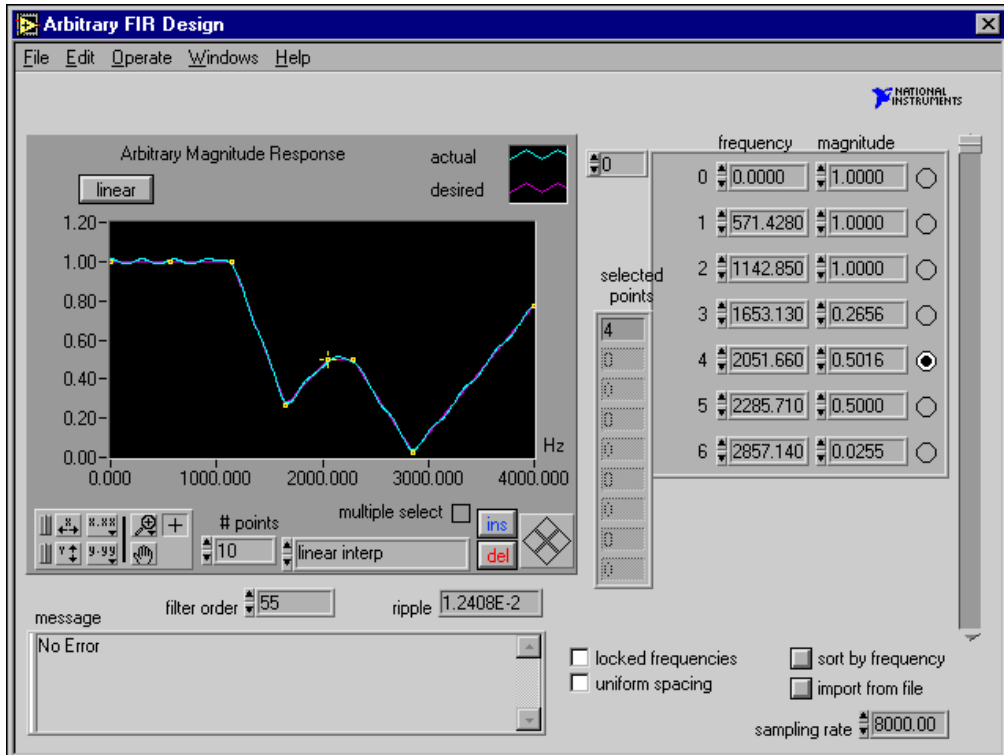 Arbitrary FIR Design
File Edit Operate Windows Help
NATIONAL INSTRUMENTS
Arbitrary Magnitude Response
actual
desired
linear
1.20
1.00
0.80
0.60
0.40
0.20
0.00
0.000 1000.000 2000.000 3000.000 4000.000
Hz
multiple select
x.xx
y.yy
# points
10
linear interp
ins
del
0
selected points
4
0
0
0
0
0
0
0
0
frequency magnitude
0 0.0000 1.0000
1 571.4280 1.0000
2 1142.850 1.0000
3 1653.130 0.2656
4 2051.660 0.5016
5 2285.710 0.5000
6 2857.140 0.0255
filter order 55
ripple 1.2408E-2
message
No Error
locked frequencies
uniform spacing
sort by frequency
import from file
sampling rate 8000.00